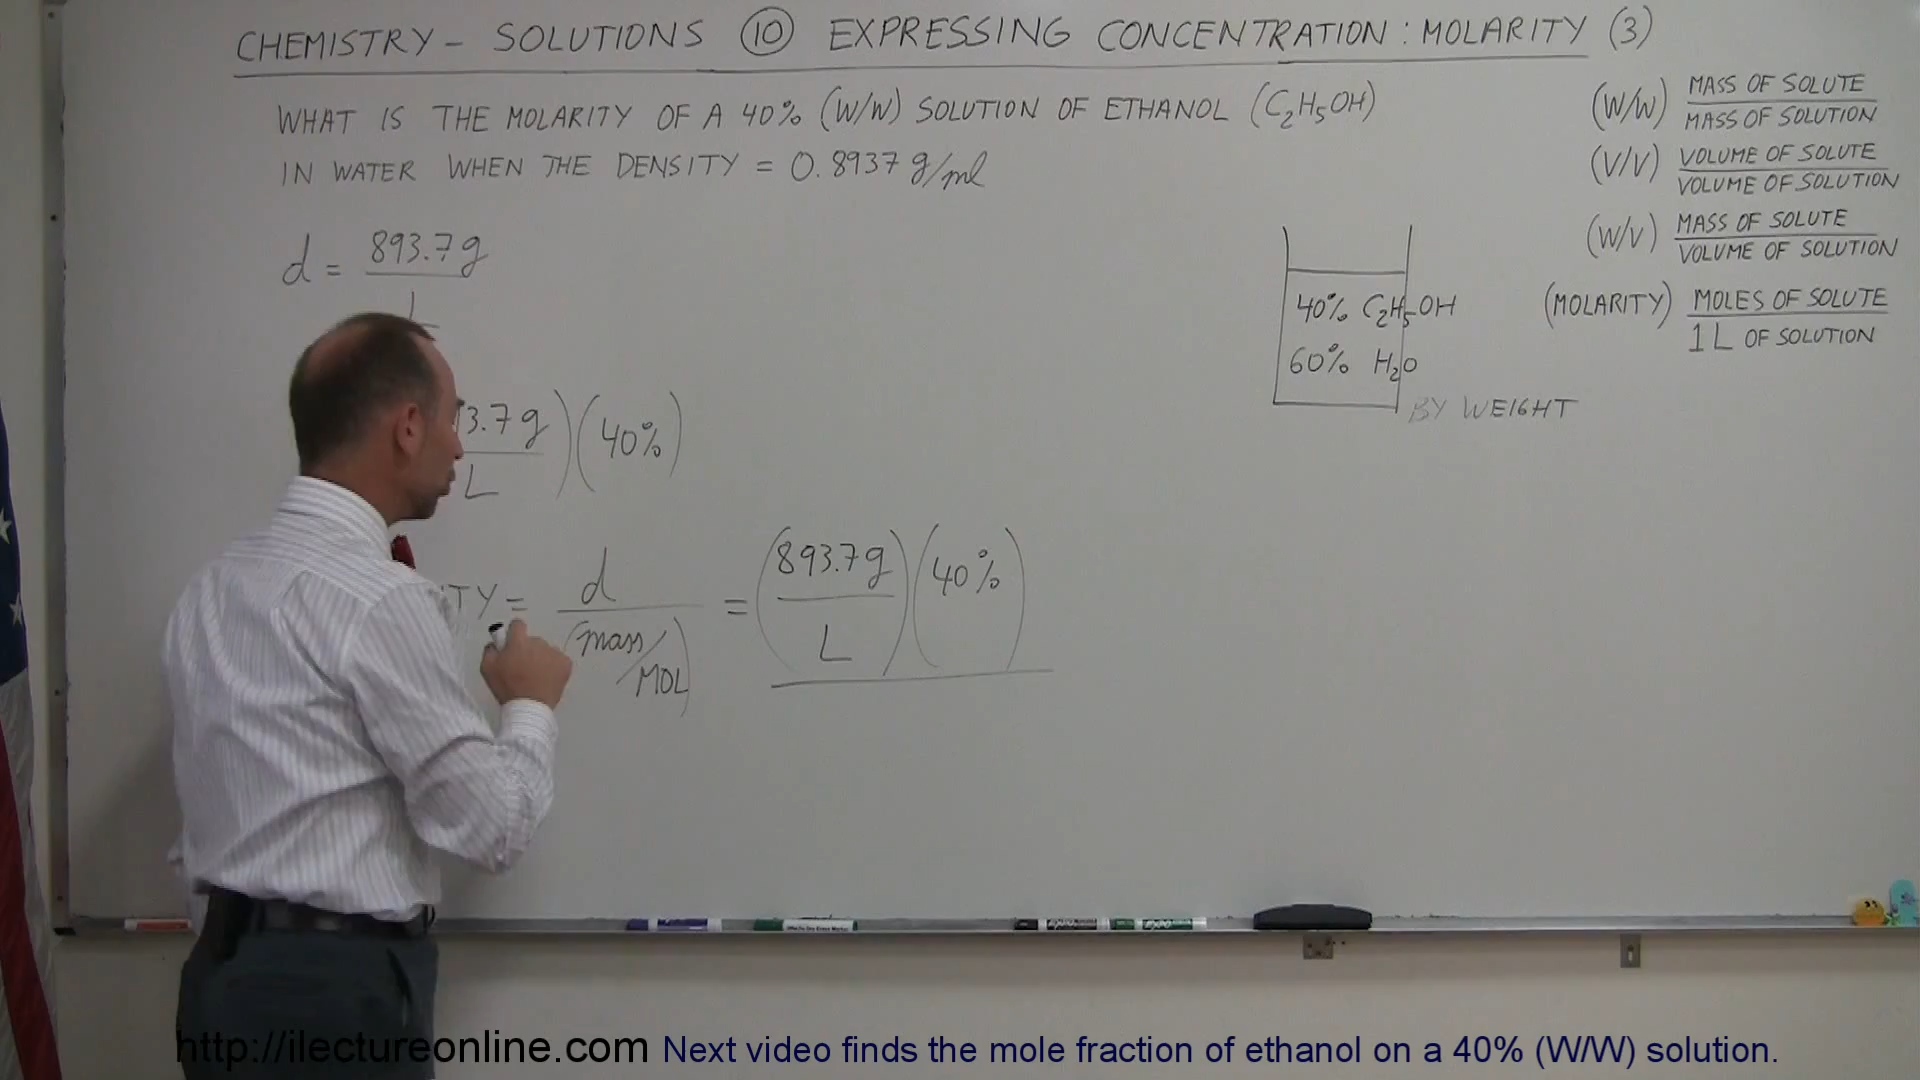 CHEMISTRY - SOLUTIONS ⑩ EXPRESSING CONCENTRATION: MOLARITY (3)
WHAT IS THE MOLARITY OF A 40% (W/W) SOLUTION OF ETHANOL (C₂H₅OH)
IN WATER WHEN THE DENSITY = 0.8937 g/ml
(W/W) MASS OF SOLUTE
MASS OF SOLUTION
(V/V) VOLUME OF SOLUTE
VOLUME OF SOLUTION
(W/V) MASS OF SOLUTE
VOLUME OF SOLUTION
(MOLARITY) MOLES OF SOLUTE
1 L OF SOLUTION
d = 893.7 g
L
40% C₂H₅OH
60% H₂O
BY WEIGHT
3.7 g) (40%)
L
ITY = d = (893.7 g) (40%)
(mass/MOL) L
http://ilectureonline.com Next video finds the mole fraction of ethanol on a 40% (W/W) solution.